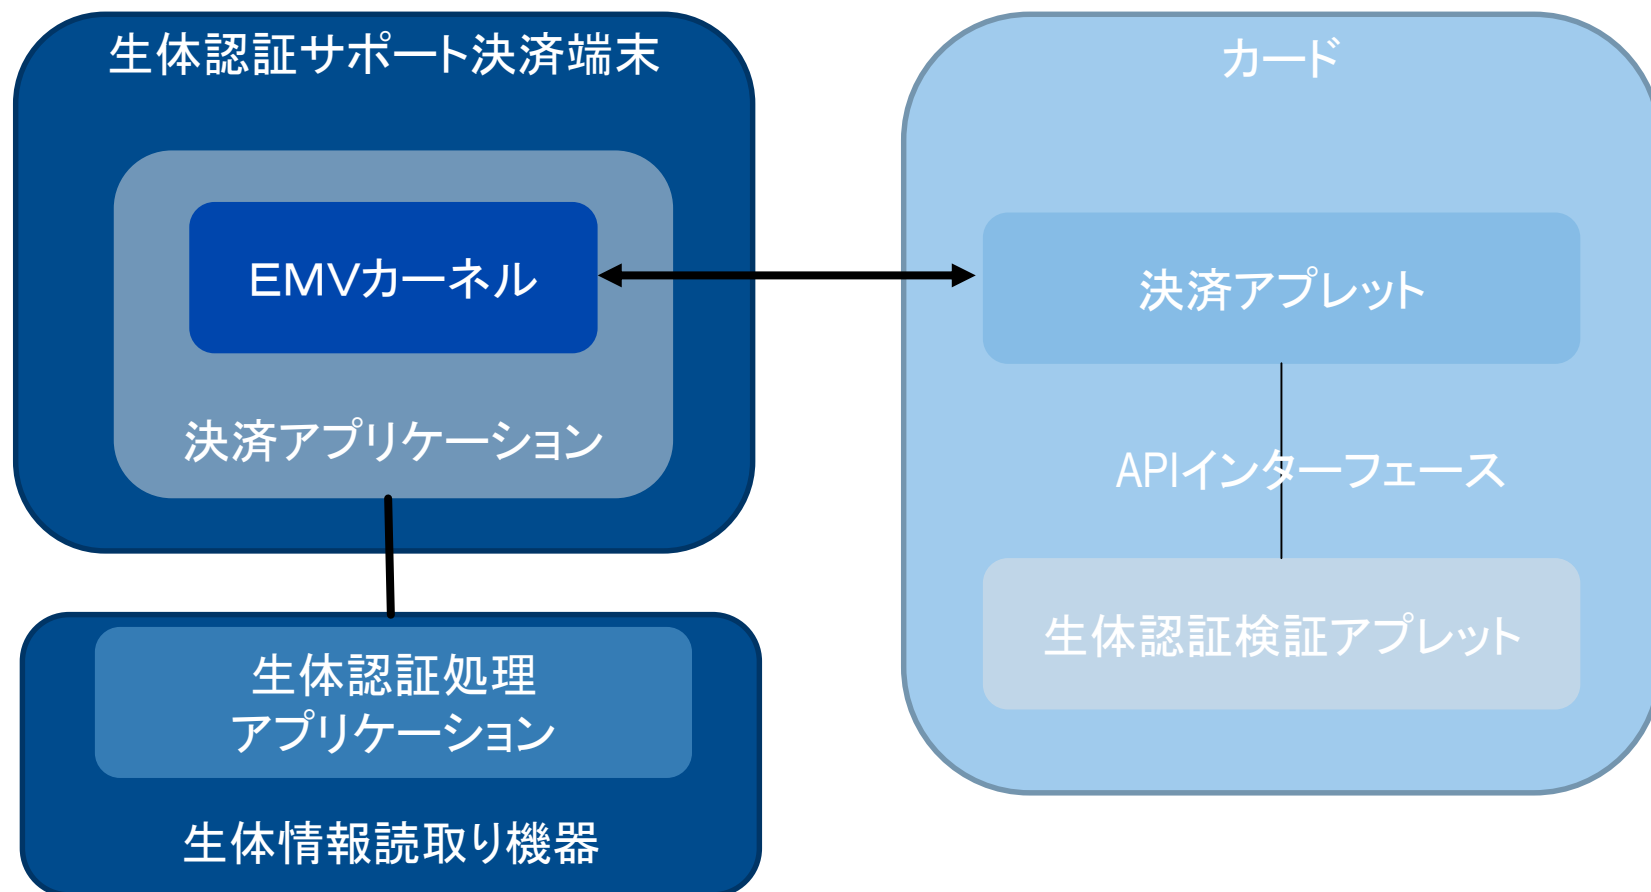 生体認証サポート決済端末
EMVカーネル
決済アプリケーション
生体認証処理
アプリケーション
生体情報読取り機器
カード
決済アプレット
APIインターフェース
生体認証検証アプレット